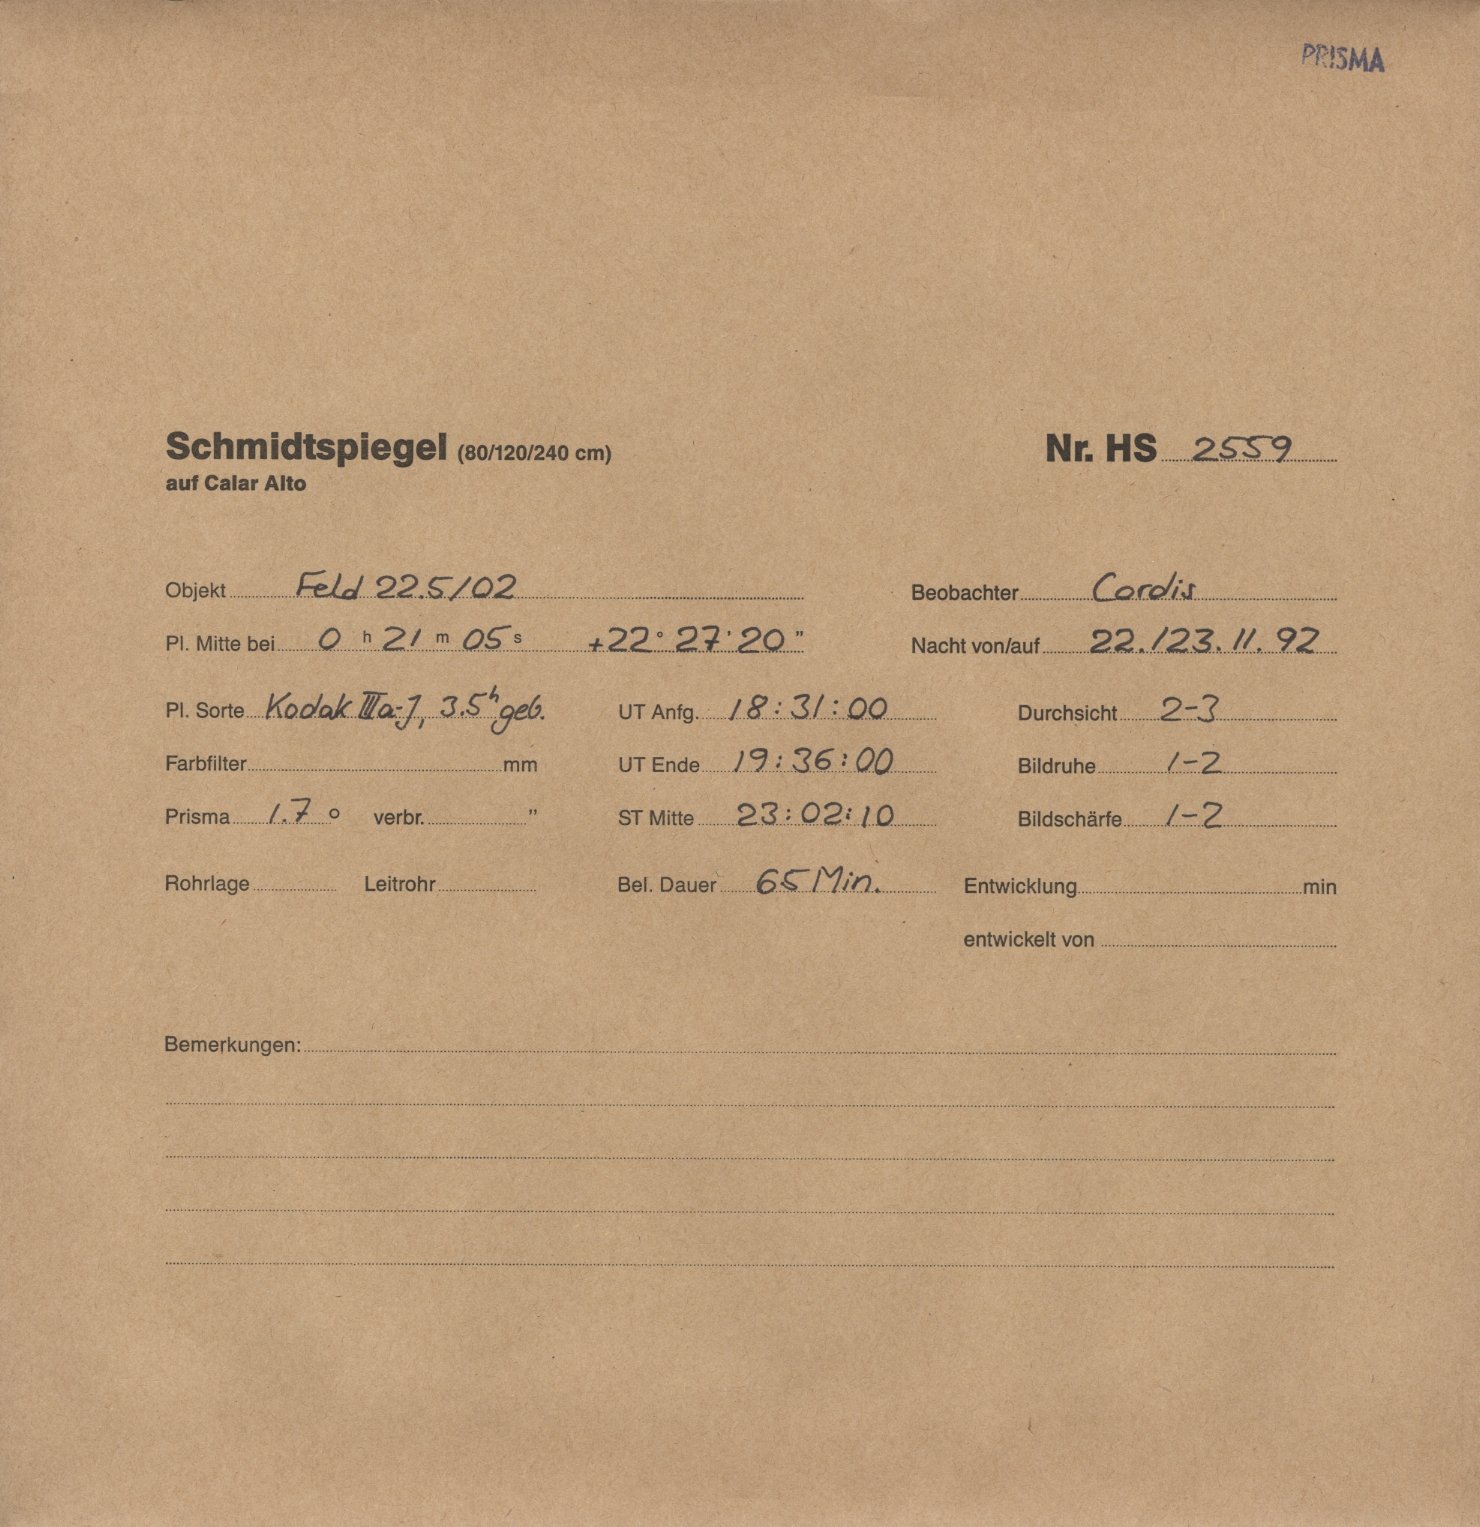 PRISMA
Schmidtspiegel (80/120/240 cm) Nr. HS 2559
auf Calar Alto
Objekt Feld 22.5/02 Beobachter Cordis
Pl. Mitte bei 0 h 21 m 05 s +22° 27' 20" Nacht von/auf 22./23. 11. 92
Pl. Sorte Kodak IIIa-J, 3.5h geb. UT Anfg. 18:31:00 Durchsicht 2-3
Farbfilter mm UT Ende 19:36:00 Bildruhe 1-2
Prisma 1.7° verbr. " ST Mitte 23:02:10 Bildschärfe 1-2
Rohrlage Leitrohr Bel. Dauer 65 Min. Entwicklung min
entwickelt von
Bemerkungen: